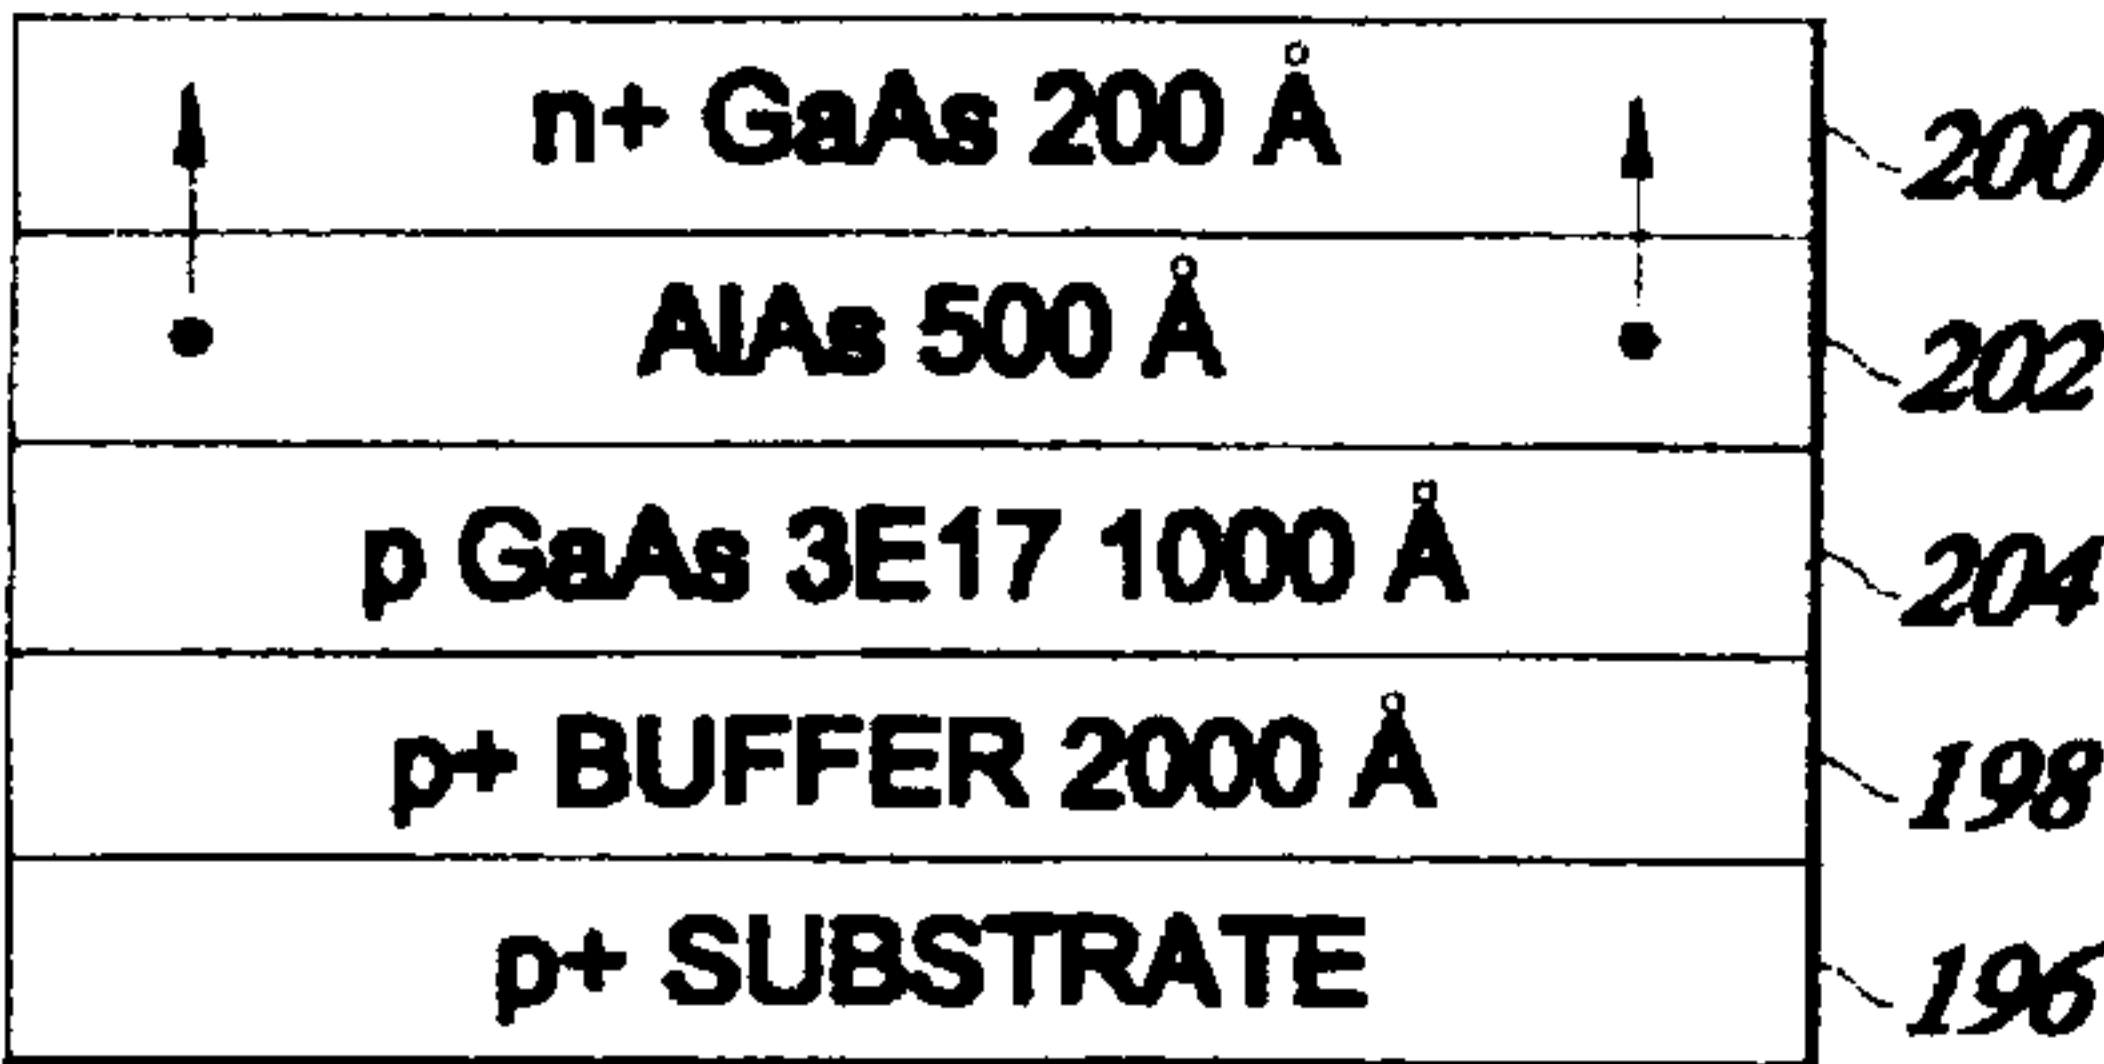 n+ GaAs 200 Å 200
AlAs 500 Å 202
p GaAs 3E17 1000 Å 204
p+ BUFFER 2000 Å 198
p+ SUBSTRATE 196